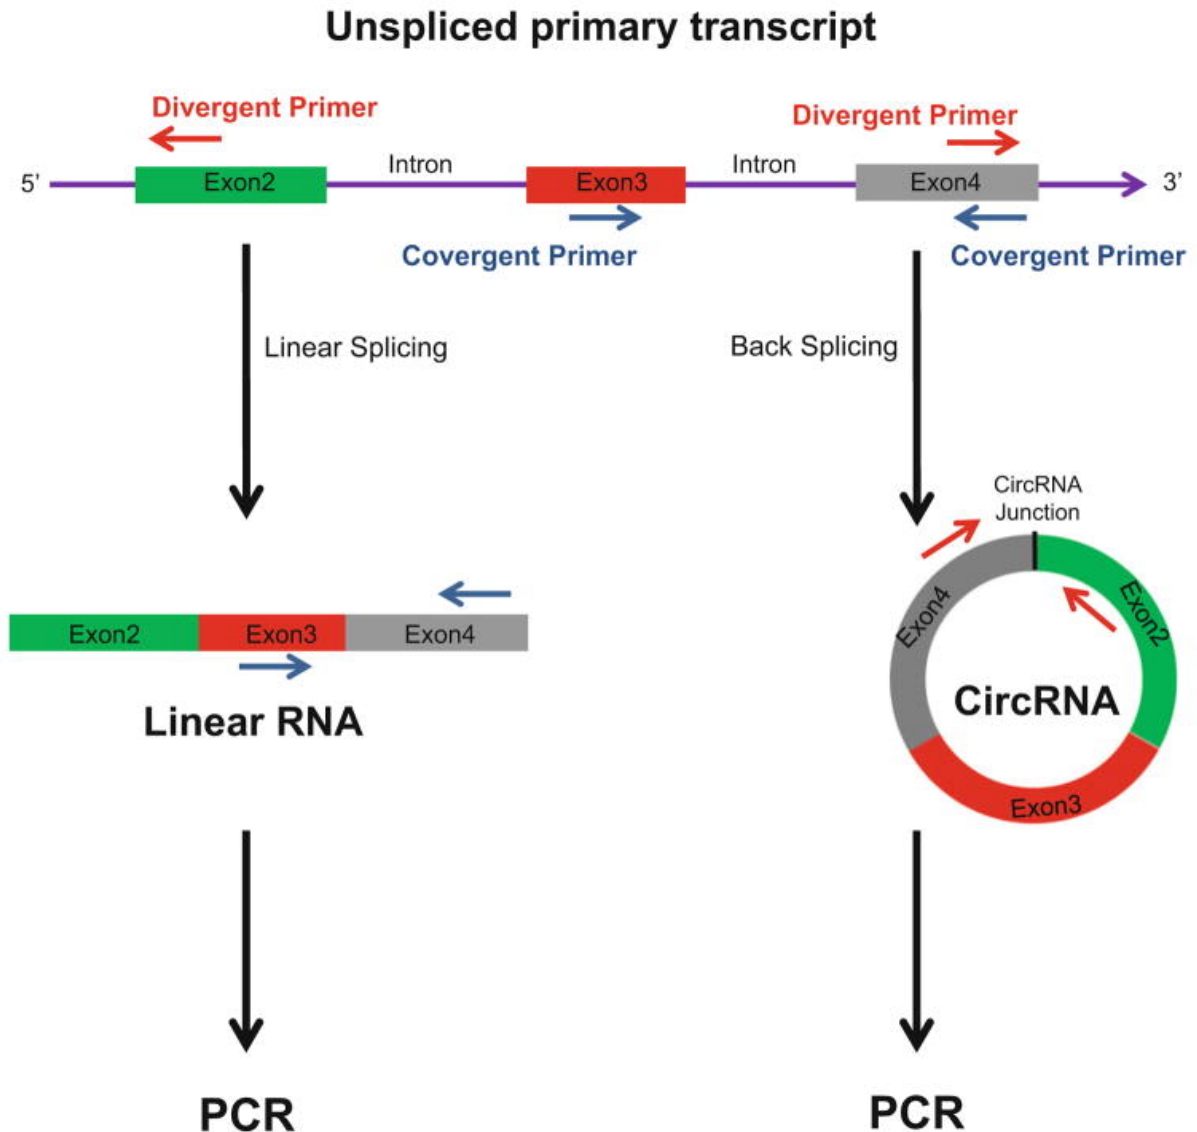 Unspliced primary transcript
Divergent Primer
Divergent Primer
5’
Exon2
Intron
Exon3
Intron
Exon4
3’
Covergent Primer
Covergent Primer
Linear Splicing
Back Splicing
CircRNA
Junction
Exon2
Exon3
Exon4
Linear RNA
Exon4
Exon2
CircRNA
Exon3
PCR
PCR